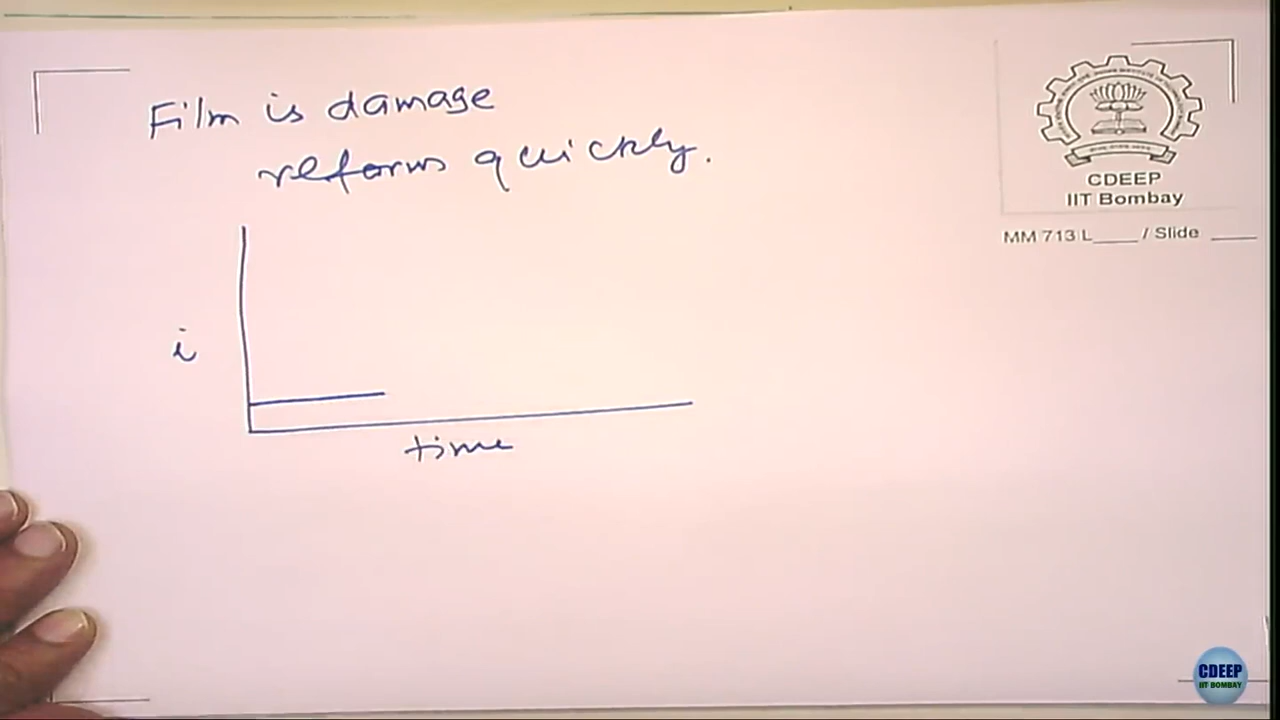 Film is damage
reforms quickly.
i
time
CDEEP
IIT Bombay
MM 713 L____ / Slide ____
CDEEP
IIT BOMBAY